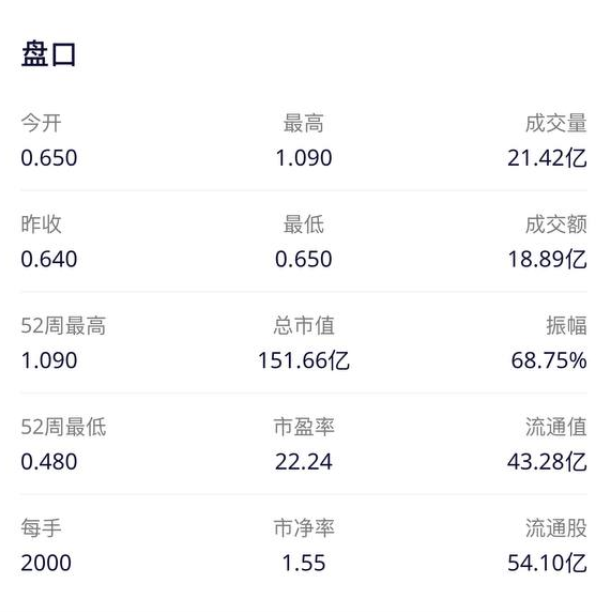 盘口
今开 最高 成交量
0.650 1.090 21.42亿
昨收 最低 成交额
0.640 0.650 18.89亿
52周最高 总市值 振幅
1.090 151.66亿 68.75%
52周最低 市盈率 流通值
0.480 22.24 43.28亿
每手 市净率 流通股
2000 1.55 54.10亿